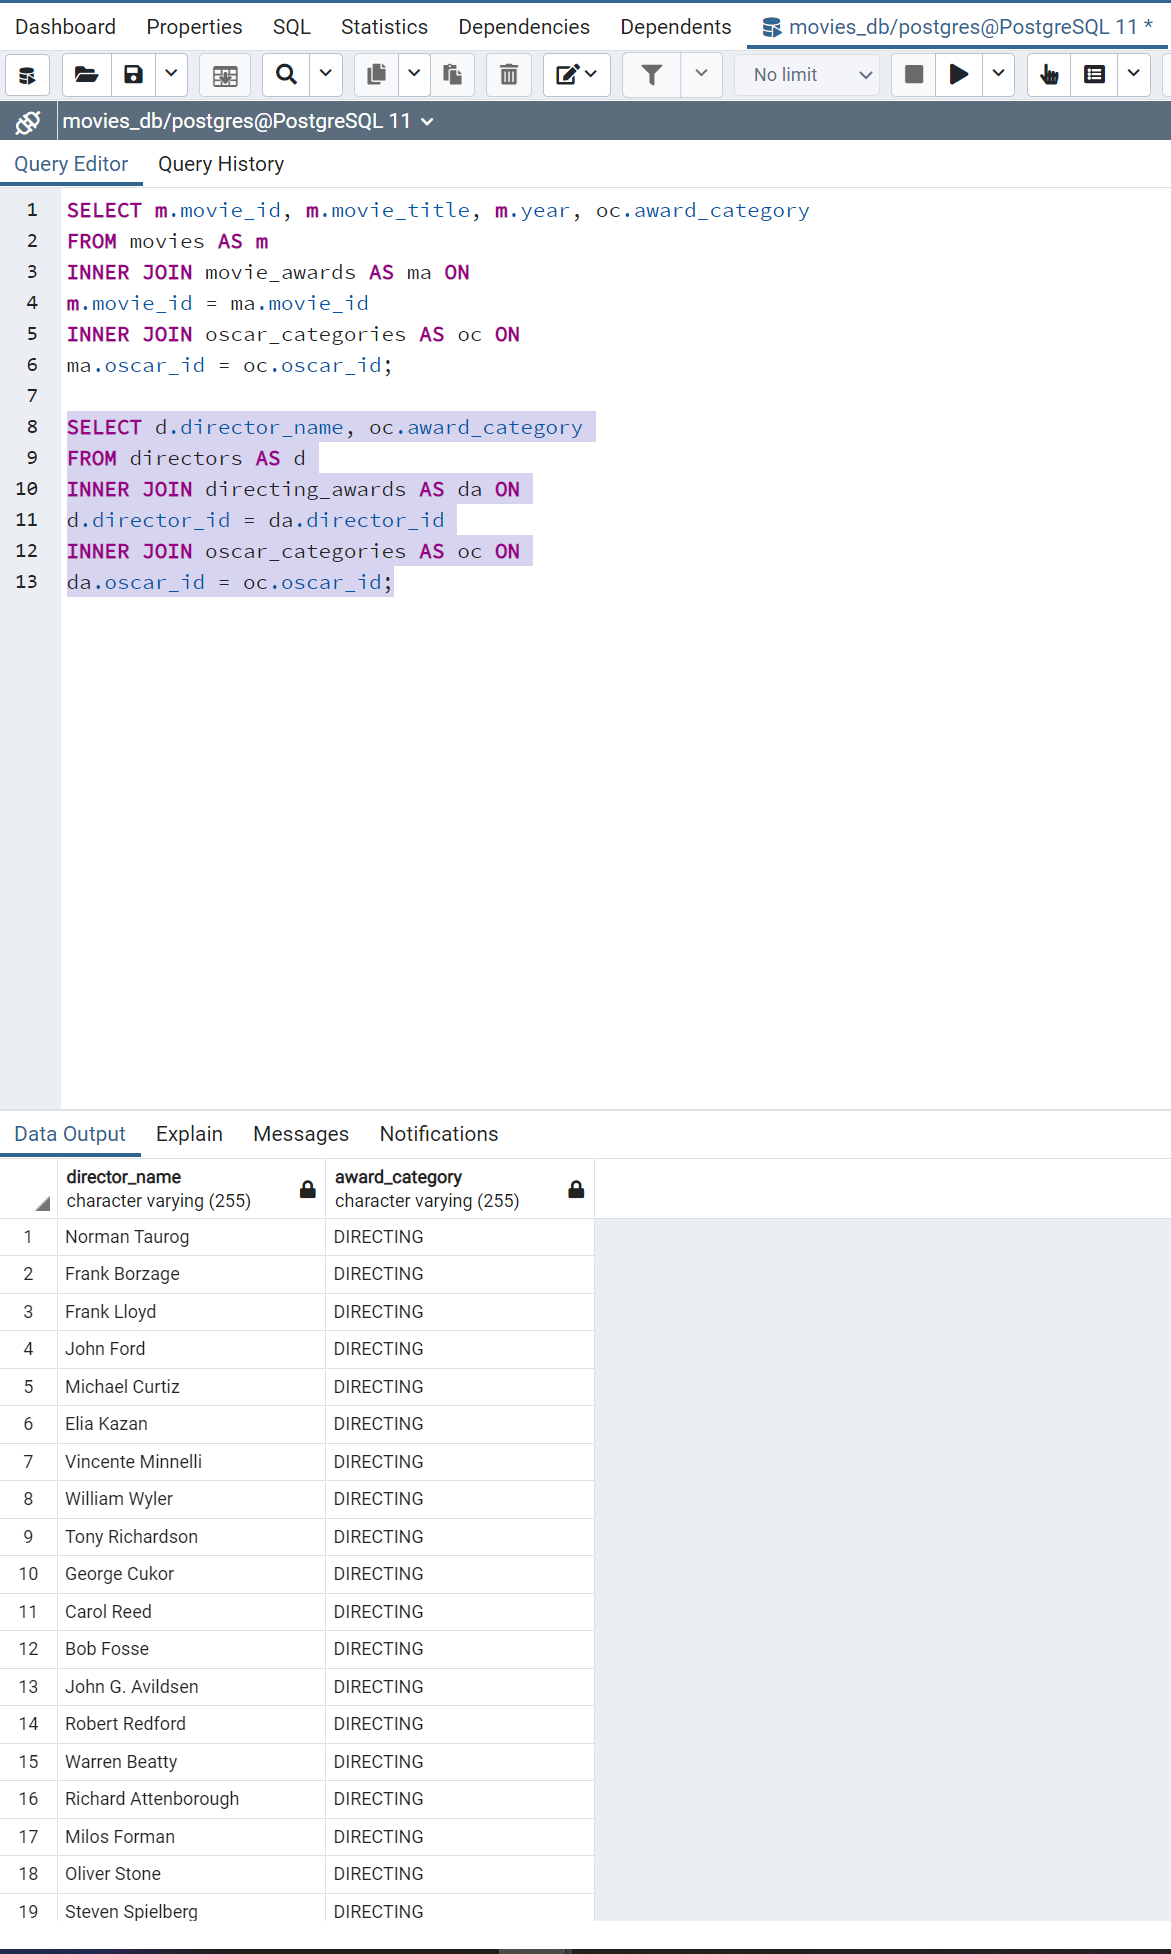 Dashboard Properties SQL Statistics Dependencies Dependents movies_db/postgres@PostgreSQL 11 *
No limit
movies_db/postgres@PostgreSQL 11
Query Editor Query History
1 SELECT m.movie_id, m.movie_title, m.year, oc.award_category
2 FROM movies AS m
3 INNER JOIN movie_awards AS ma ON
4 m.movie_id = ma.movie_id
5 INNER JOIN oscar_categories AS oc ON
6 ma.oscar_id = oc.oscar_id;
7
8 SELECT d.director_name, oc.award_category
9 FROM directors AS d
10 INNER JOIN directing_awards AS da ON
11 d.director_id = da.director_id
12 INNER JOIN oscar_categories AS oc ON
13 da.oscar_id = oc.oscar_id;
Data Output Explain Messages Notifications
director_name award_category
character varying (255) character varying (255)
1 Norman Taurog DIRECTING
2 Frank Borzage DIRECTING
3 Frank Lloyd DIRECTING
4 John Ford DIRECTING
5 Michael Curtiz DIRECTING
6 Elia Kazan DIRECTING
7 Vincente Minnelli DIRECTING
8 William Wyler DIRECTING
9 Tony Richardson DIRECTING
10 George Cukor DIRECTING
11 Carol Reed DIRECTING
12 Bob Fosse DIRECTING
13 John G. Avildsen DIRECTING
14 Robert Redford DIRECTING
15 Warren Beatty DIRECTING
16 Richard Attenborough DIRECTING
17 Milos Forman DIRECTING
18 Oliver Stone DIRECTING
19 Steven Spielberg DIRECTING